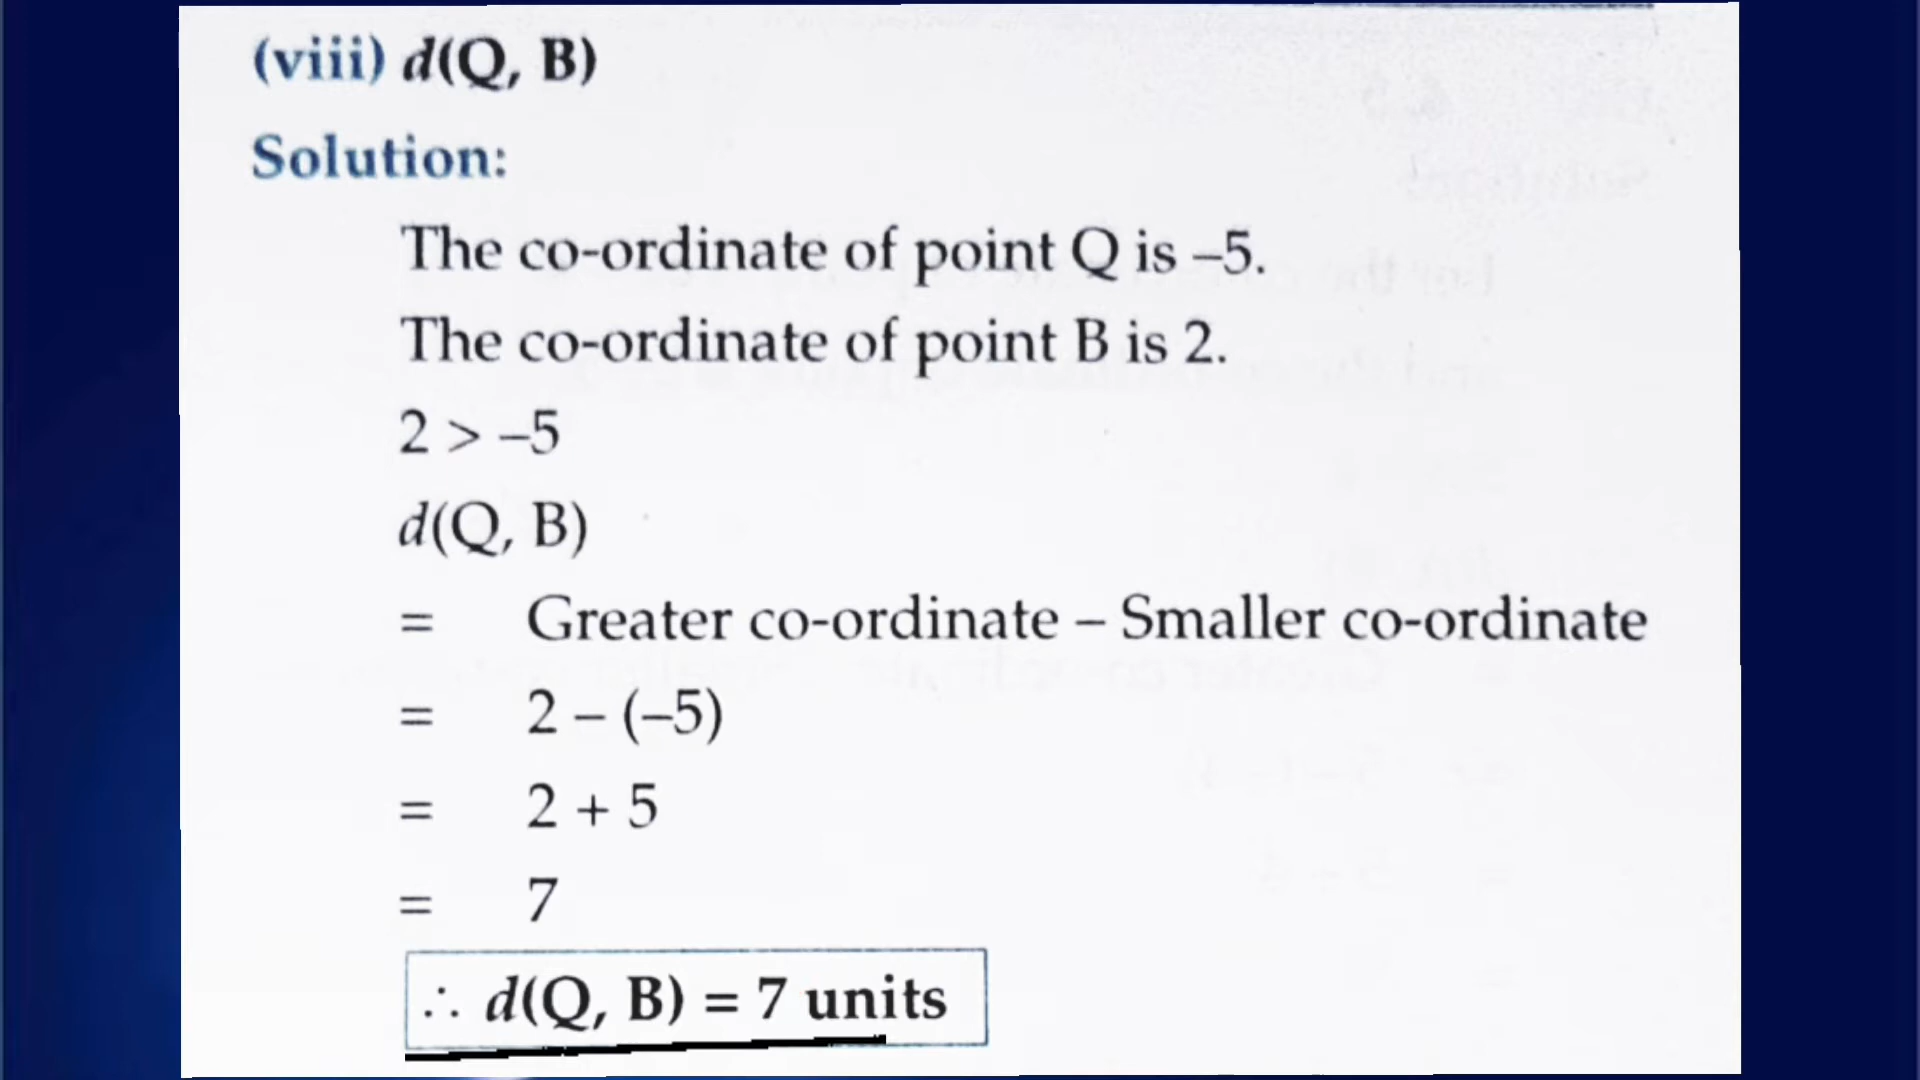 (viii) d(Q, B)
Solution:
The co-ordinate of point Q is –5.
The co-ordinate of point B is 2.
2 > –5
d(Q, B)
= Greater co-ordinate – Smaller co-ordinate
= 2 – (–5)
= 2 + 5
= 7
∴ d(Q, B) = 7 units